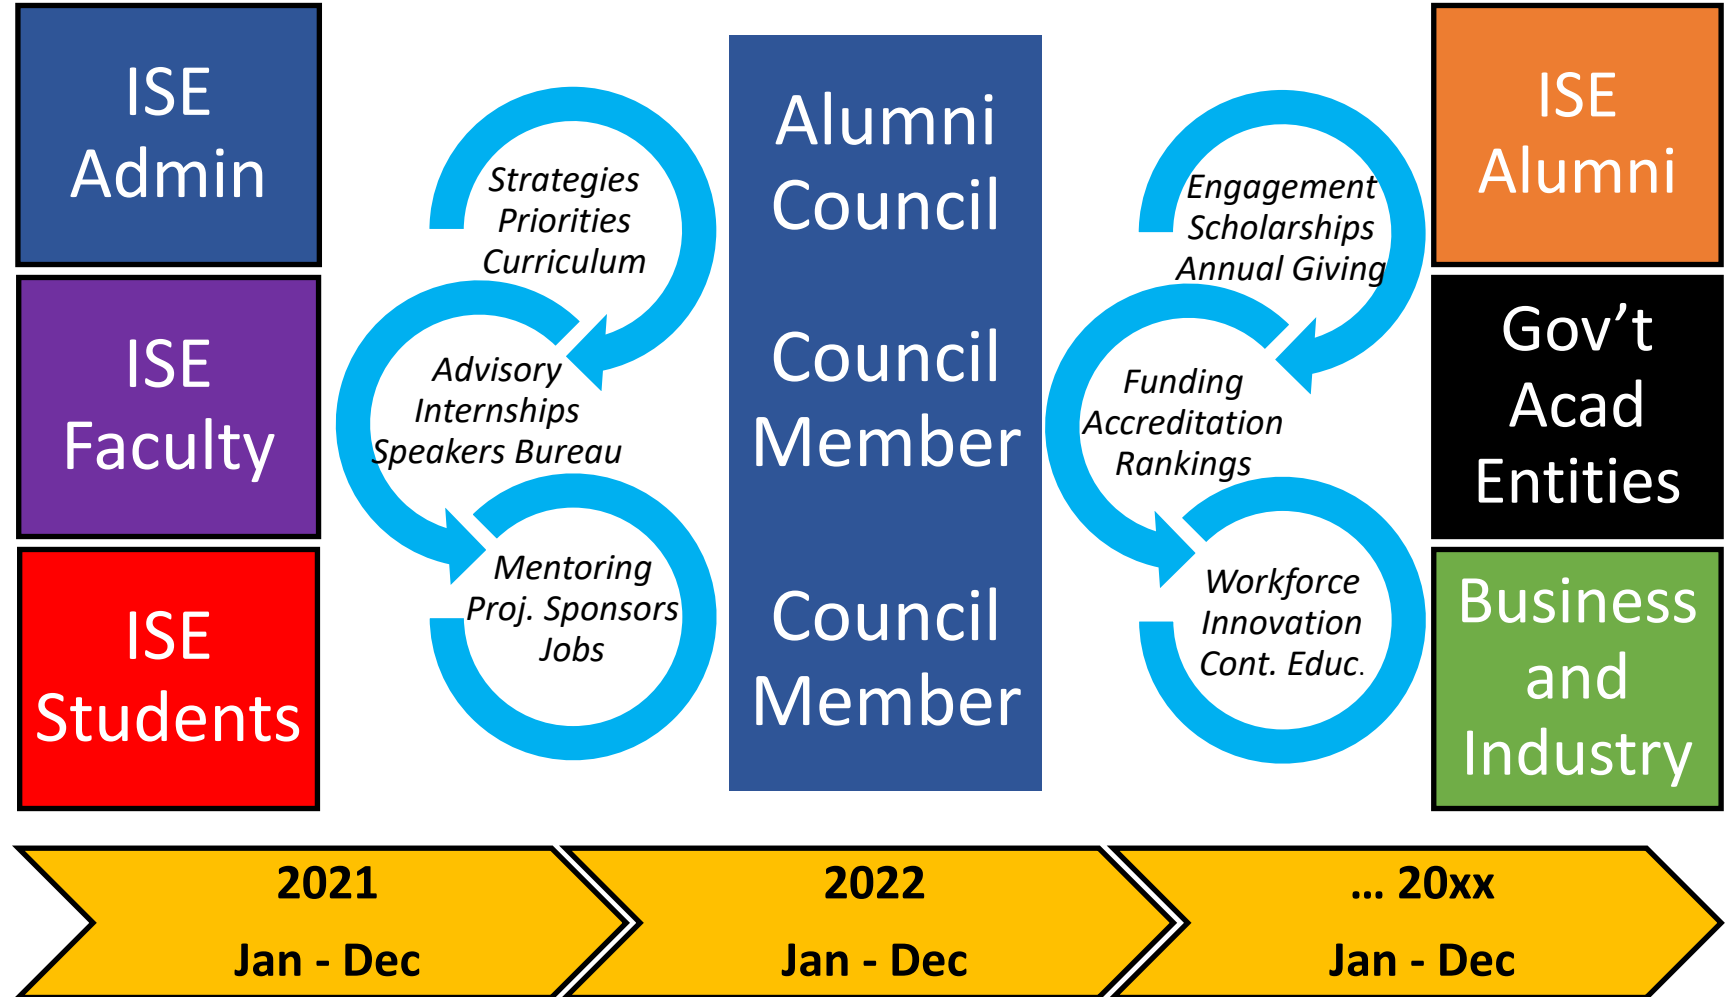 ISE
Admin
ISE
Faculty
ISE
Students
Strategies
Priorities
Curriculum
Advisory
Internships
Speakers Bureau
Mentoring
Proj. Sponsors
Jobs
Alumni
Council
Council
Member
Council
Member
Engagement
Scholarships
Annual Giving
Funding
Accreditation
Rankings
Workforce
Innovation
Cont. Educ.
ISE
Alumni
Gov’t
Acad
Entities
Business
and
Industry
2021
Jan - Dec
2022
Jan - Dec
... 20xx
Jan - Dec